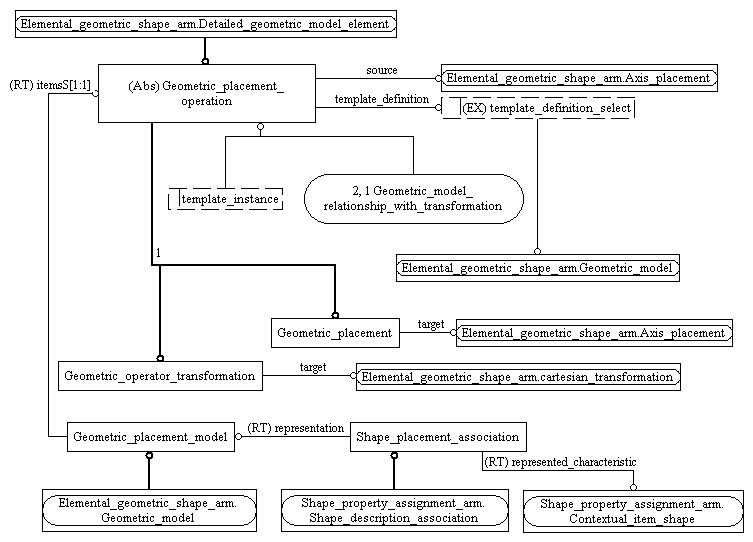 Elemental_geometric_shape_arm.Detailed_geometric_model_element
(RT) itemsS[1:1]
(Abs) Geometric_placement_
operation
source
Elemental_geometric_shape_arm.Axis_placement
template_definition
(EX) template_definition_select
template_instance
2, 1 Geometric_model_
relationship_with_transformation
1
Elemental_geometric_shape_arm.Geometric_model
Geometric_placement
target
Elemental_geometric_shape_arm.Axis_placement
Geometric_operator_transformation
target
Elemental_geometric_shape_arm.cartesian_transformation
Geometric_placement_model
(RT) representation
Shape_placement_association
(RT) represented_characteristic
Elemental_geometric_shape_arm.
Geometric_model
Shape_property_assignment_arm.
Shape_description_association
Shape_property_assignment_arm.
Contextual_item_shape